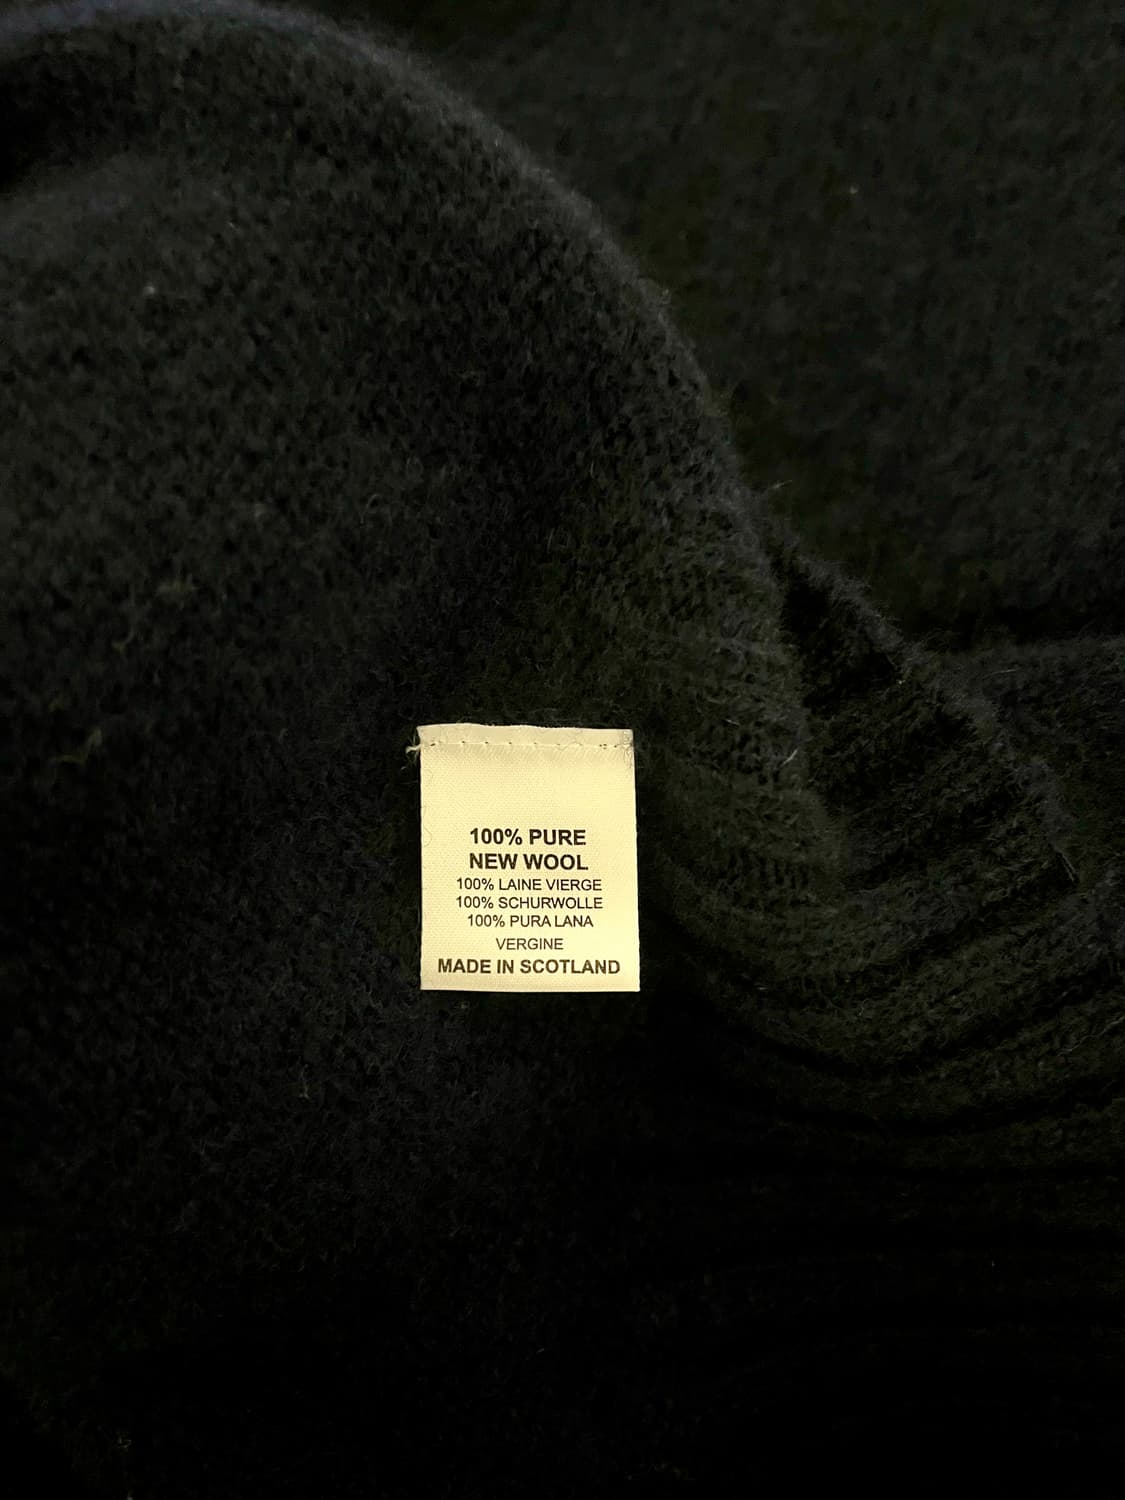 100% PURE
NEW WOOL
100% LAINE VIERGE
100% SCHURWOLLE
100% PURA LANA
VERGINE
MADE IN SCOTLAND